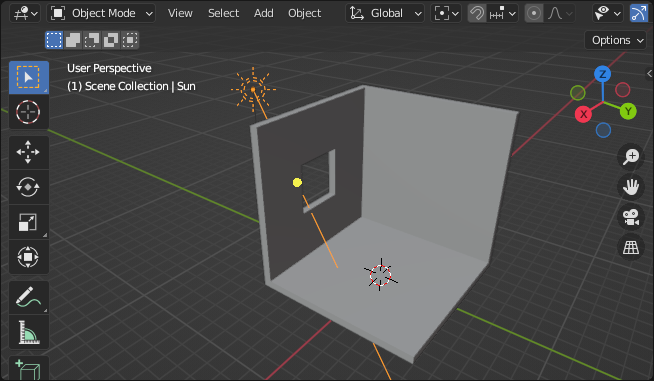 Object Mode View Select Add Object Global
Options
User Perspective
(1) Scene Collection | Sun
Z
Y
X